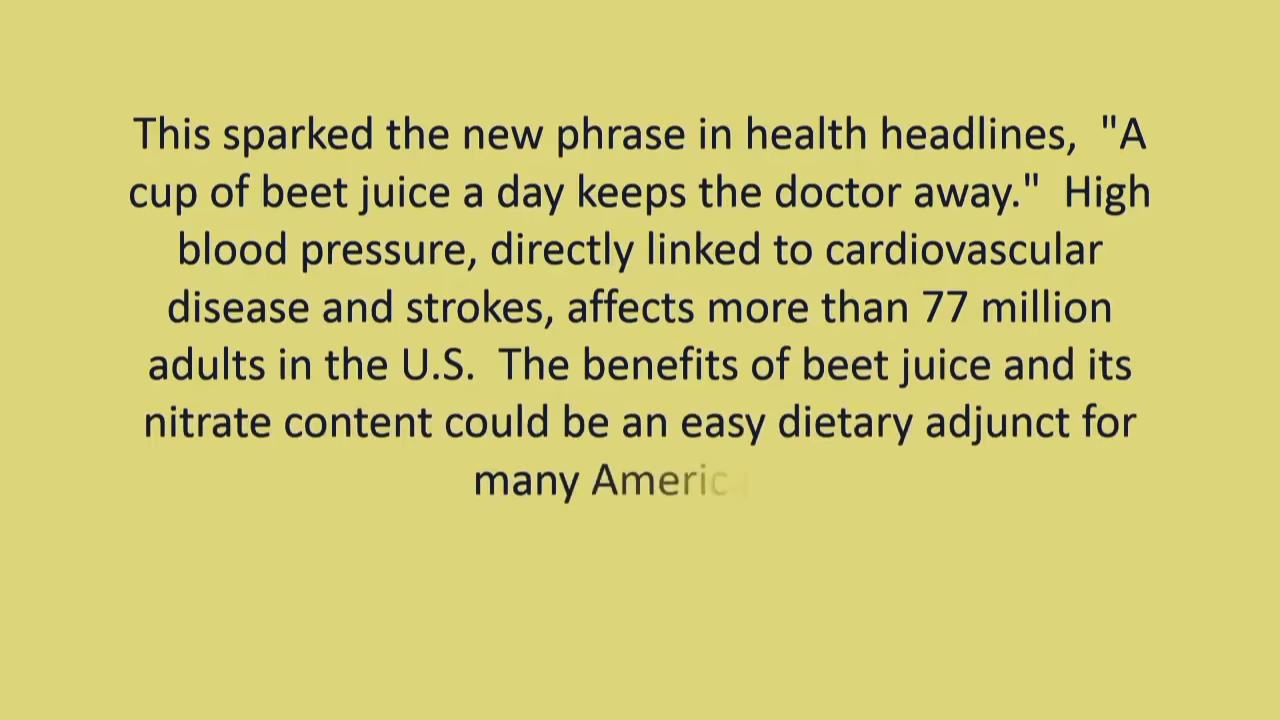 This sparked the new phrase in health headlines,  "A
cup of beet juice a day keeps the doctor away."  High
blood pressure, directly linked to cardiovascular
disease and strokes, affects more than 77 million
adults in the U.S.  The benefits of beet juice and its
nitrate content could be an easy dietary adjunct for
many Americ